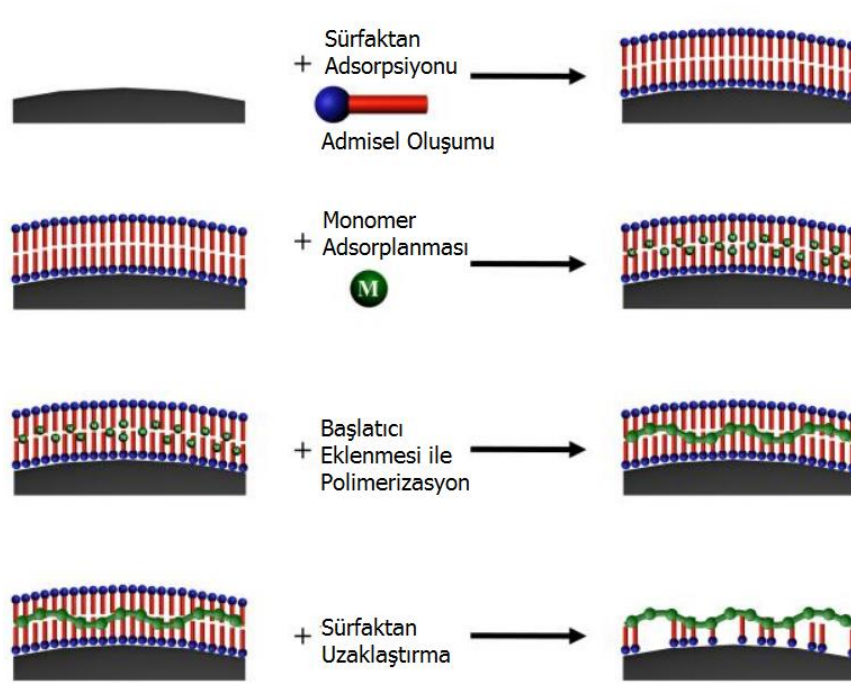 + Sürfaktan
Adsorpsiyonu
Admisel Oluşumu
+ Monomer
Adsorplanması
M
+ Başlatıcı
Eklenmesi ile
Polimerizasyon
+ Sürfaktan
Uzaklaştırma